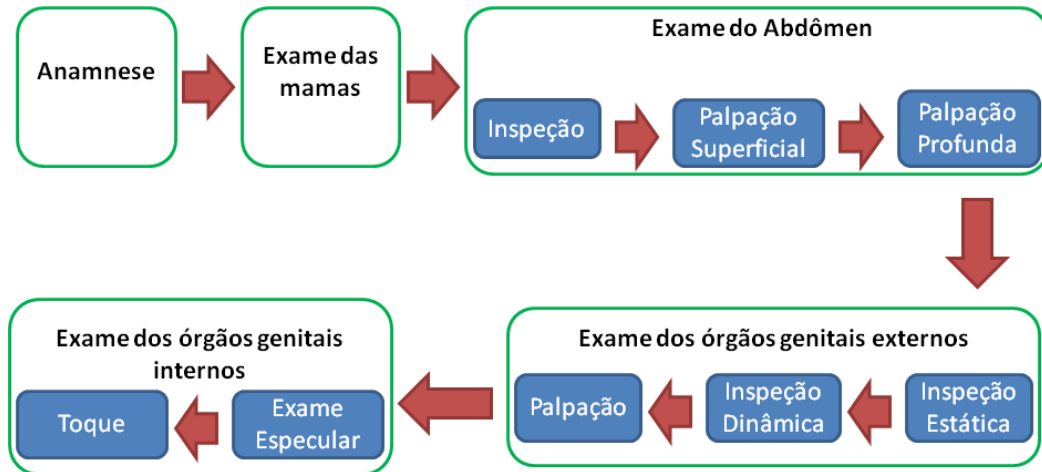 Anamnese
Exame das
mamas
Exame do Abdômen
Inspeção
Palpação
Superficial
Palpação
Profunda
Exame dos órgãos genitais externos
Inspeção
Estática
Inspeção
Dinâmica
Palpação
Exame dos órgãos genitais
internos
Exame
Especular
Toque